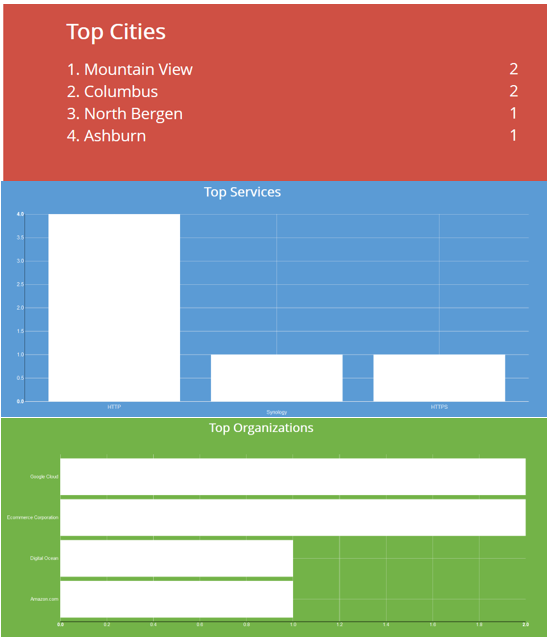 Top Cities
1. Mountain View 2
2. Columbus 2
3. North Bergen 1
4. Ashburn 1
Top Services
4.0
3.5
3.0
2.5
2.0
1.5
1.0
0.5
0.0
HTTP
Synology
HTTPS
Top Organizations
Google Cloud
Ecommerce Corporation
Digital Ocean
Amazon.com
0.0 0.2 0.4 0.6 0.8 1.0 1.2 1.4 1.6 1.8 2.0